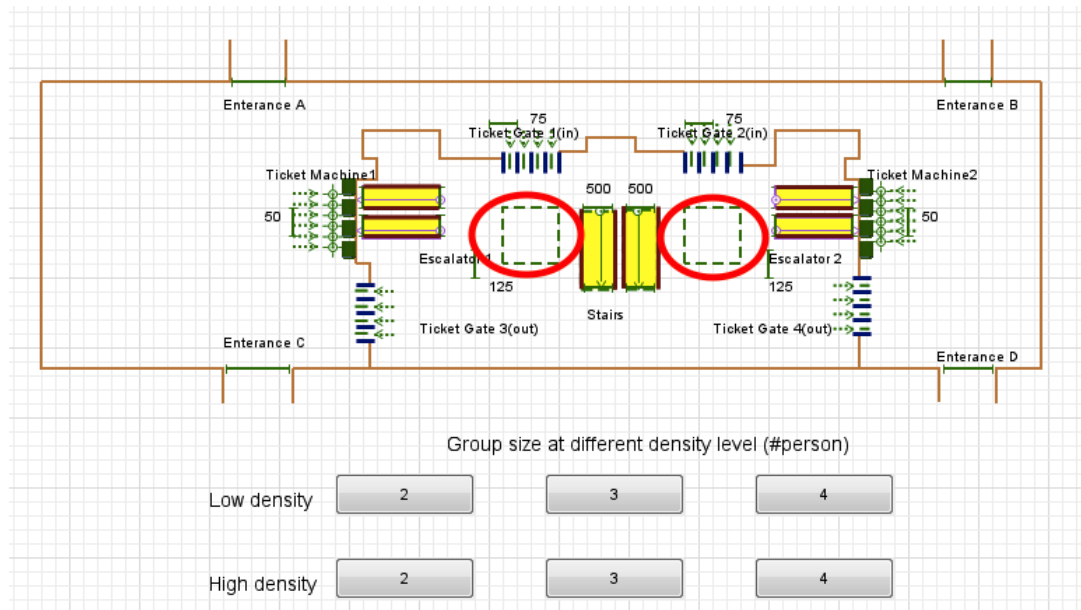 Enterance A
Enterance B
75
75
Ticket Gate 1(in)
Ticket Gate 2(in)
Ticket Machine1
Ticket Machine2
500
500
50
50
Escalator 1
Escalator 2
125
125
Stairs
Ticket Gate 3(out)
Ticket Gate 4(out)
Enterance C
Enterance D
Group size at different density level (#person)
Low density
2
3
4
High density
2
3
4